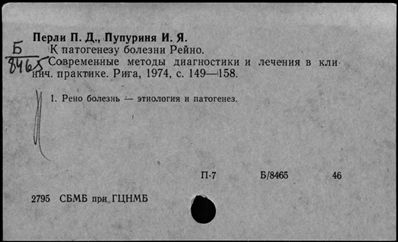 Перли П. Д., Пупуриня И. Я.
К патогенезу болезни Рейно.
Б
8465
Современные методы диагностики и лечения в кли-
нич. практике. Рига, 1974, с. 149—158.
1. Рено болезнь — этиология и патогенез.
П-7 Б/8465 46
2795 СБМБ при ГЦНМБ